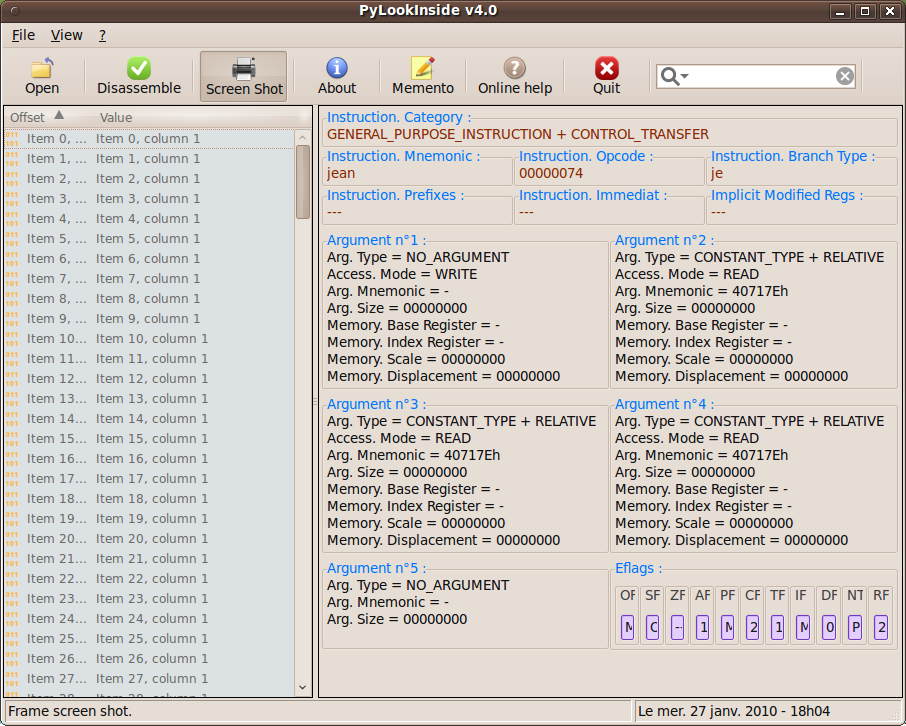 PyLookInside v4.0
File View ?
Open Disassemble Screen Shot About Memento Online help Quit
Offset Value
Item 0, ... Item 0, column 1
Item 1, ... Item 1, column 1
Item 2, ... Item 2, column 1
Item 3, ... Item 3, column 1
Item 4, ... Item 4, column 1
Item 5, ... Item 5, column 1
Item 6, ... Item 6, column 1
Item 7, ... Item 7, column 1
Item 8, ... Item 8, column 1
Item 9, ... Item 9, column 1
Item 10... Item 10, column 1
Item 11... Item 11, column 1
Item 12... Item 12, column 1
Item 13... Item 13, column 1
Item 14... Item 14, column 1
Item 15... Item 15, column 1
Item 16... Item 16, column 1
Item 17... Item 17, column 1
Item 18... Item 18, column 1
Item 19... Item 19, column 1
Item 20... Item 20, column 1
Item 21... Item 21, column 1
Item 22... Item 22, column 1
Item 23... Item 23, column 1
Item 24... Item 24, column 1
Item 25... Item 25, column 1
Item 26... Item 26, column 1
Item 27... Item 27, column 1
Instruction. Category :
GENERAL_PURPOSE_INSTRUCTION + CONTROL_TRANSFER
Instruction. Mnemonic : Instruction. Opcode : Instruction. Branch Type :
jean 00000074 je
Instruction. Prefixes : Instruction. Immediat : Implicit Modified Regs :
--- --- ---
Argument n°1 :
Arg. Type = NO_ARGUMENT
Access. Mode = WRITE
Arg. Mnemonic = -
Arg. Size = 00000000
Memory. Base Register = -
Memory. Index Register = -
Memory. Scale = 00000000
Memory. Displacement = 00000000
Argument n°2 :
Arg. Type = CONSTANT_TYPE + RELATIVE
Access. Mode = READ
Arg. Mnemonic = 40717Eh
Arg. Size = 00000000
Memory. Base Register = -
Memory. Index Register = -
Memory. Scale = 00000000
Memory. Displacement = 00000000
Argument n°3 :
Arg. Type = CONSTANT_TYPE + RELATIVE
Access. Mode = READ
Arg. Mnemonic = 40717Eh
Arg. Size = 00000000
Memory. Base Register = -
Memory. Index Register = -
Memory. Scale = 00000000
Memory. Displacement = 00000000
Argument n°4 :
Arg. Type = CONSTANT_TYPE + RELATIVE
Access. Mode = READ
Arg. Mnemonic = 40717Eh
Arg. Size = 00000000
Memory. Base Register = -
Memory. Index Register = -
Memory. Scale = 00000000
Memory. Displacement = 00000000
Argument n°5 :
Arg. Type = NO_ARGUMENT
Arg. Mnemonic = -
Arg. Size = 00000000
Eflags :
OF SF ZF AF PF CF TF IF DF NT RF
- 1 2 1 0 P 2
Frame screen shot.
Le mer. 27 janv. 2010 - 18h04